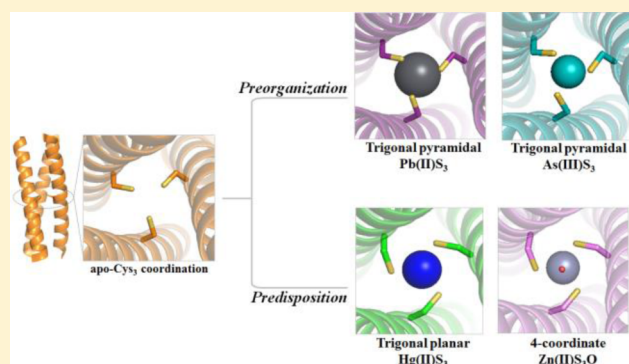 Preorganization
Trigonal pyramidal
Pb(II)S₃
Trigonal pyramidal
As(III)S₃
apo-Cys₃ coordination
Predisposition
Trigonal planar
Hg(II)S₃
4-coordinate
Zn(II)S₃O